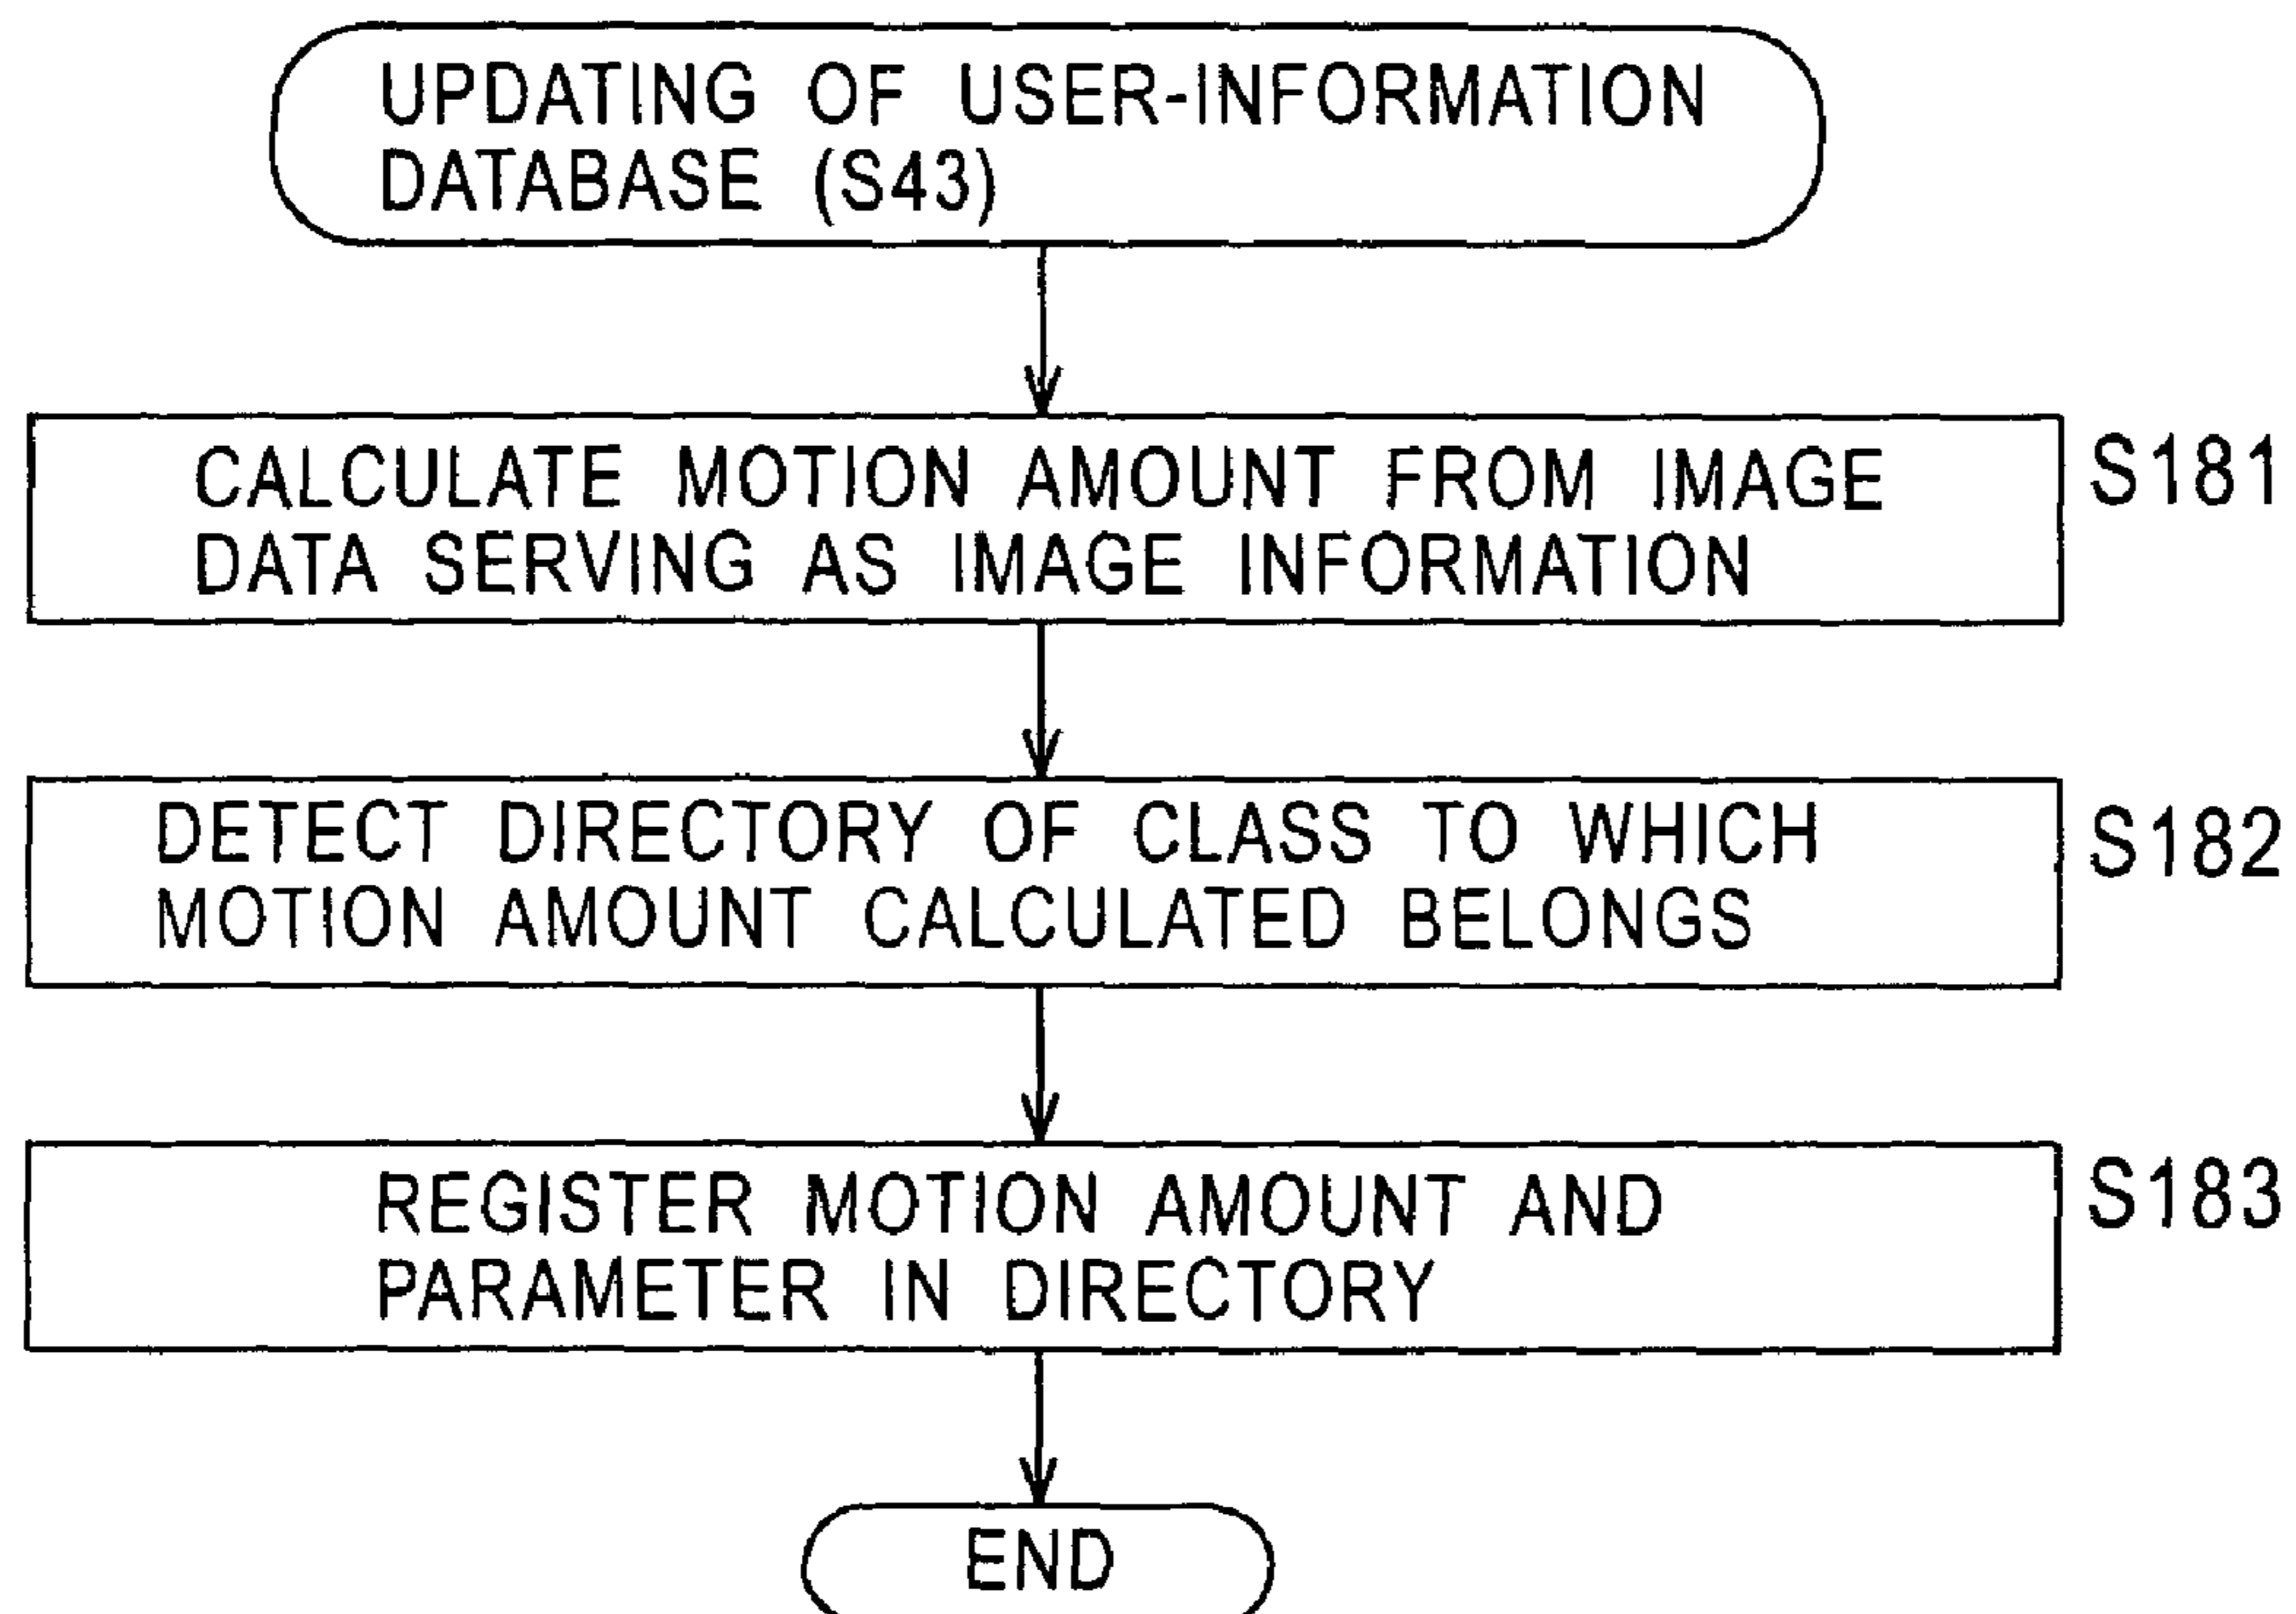 UPDATING OF USER-INFORMATION
DATABASE (S43)
CALCULATE MOTION AMOUNT FROM IMAGE
DATA SERVING AS IMAGE INFORMATION
S181
DETECT DIRECTORY OF CLASS TO WHICH
MOTION AMOUNT CALCULATED BELONGS
S182
REGISTER MOTION AMOUNT AND
PARAMETER IN DIRECTORY
S183
END